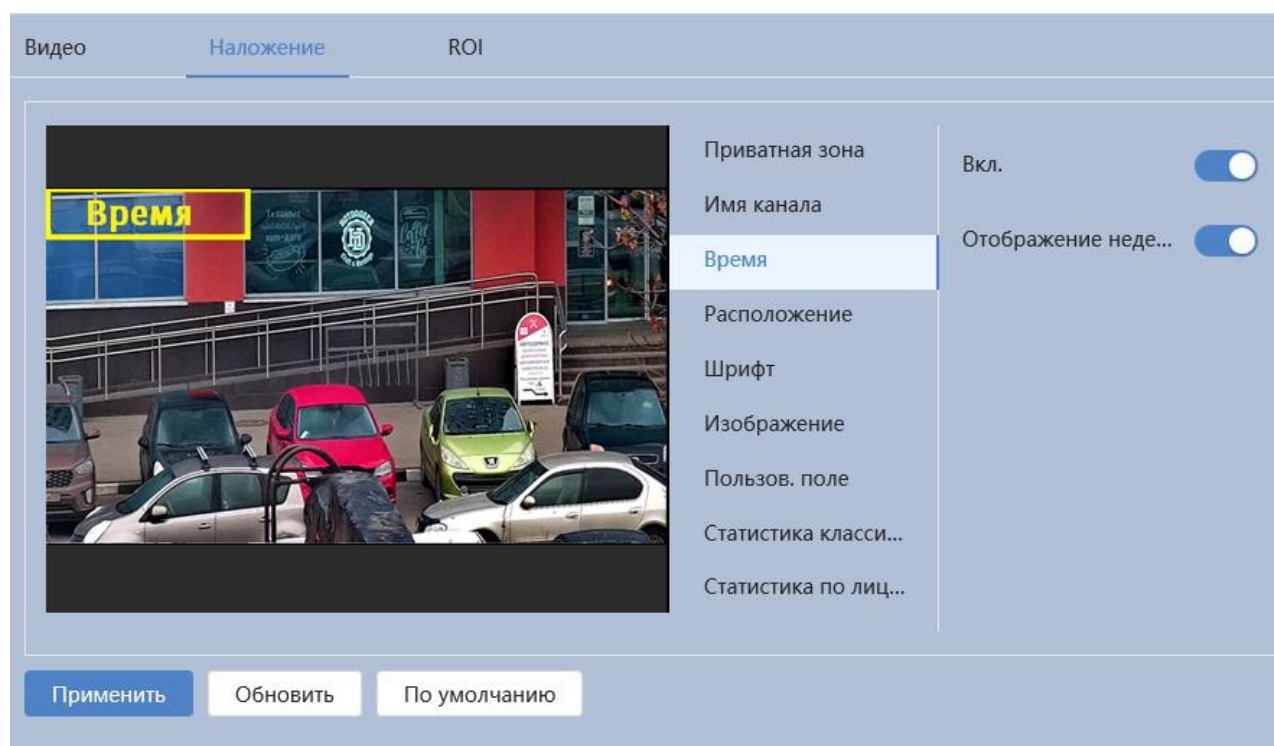 Видео Наложение ROI
Время
Приватная зона
Имя канала
Время
Расположение
Шрифт
Изображение
Пользов. поле
Статистика класси...
Статистика по лиц...
Вкл.
Отображение неде...
Применить Обновить По умолчанию